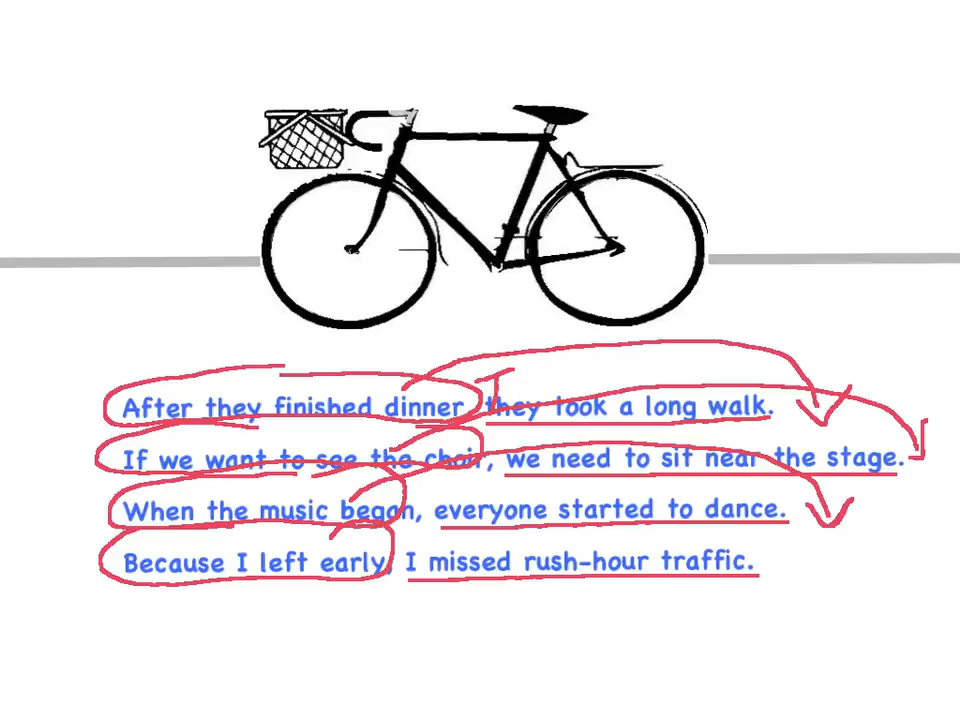 After they finished dinner, they took a long walk.
If we want to see the choir, we need to sit near the stage.
When the music began, everyone started to dance.
Because I left early, I missed rush-hour traffic.